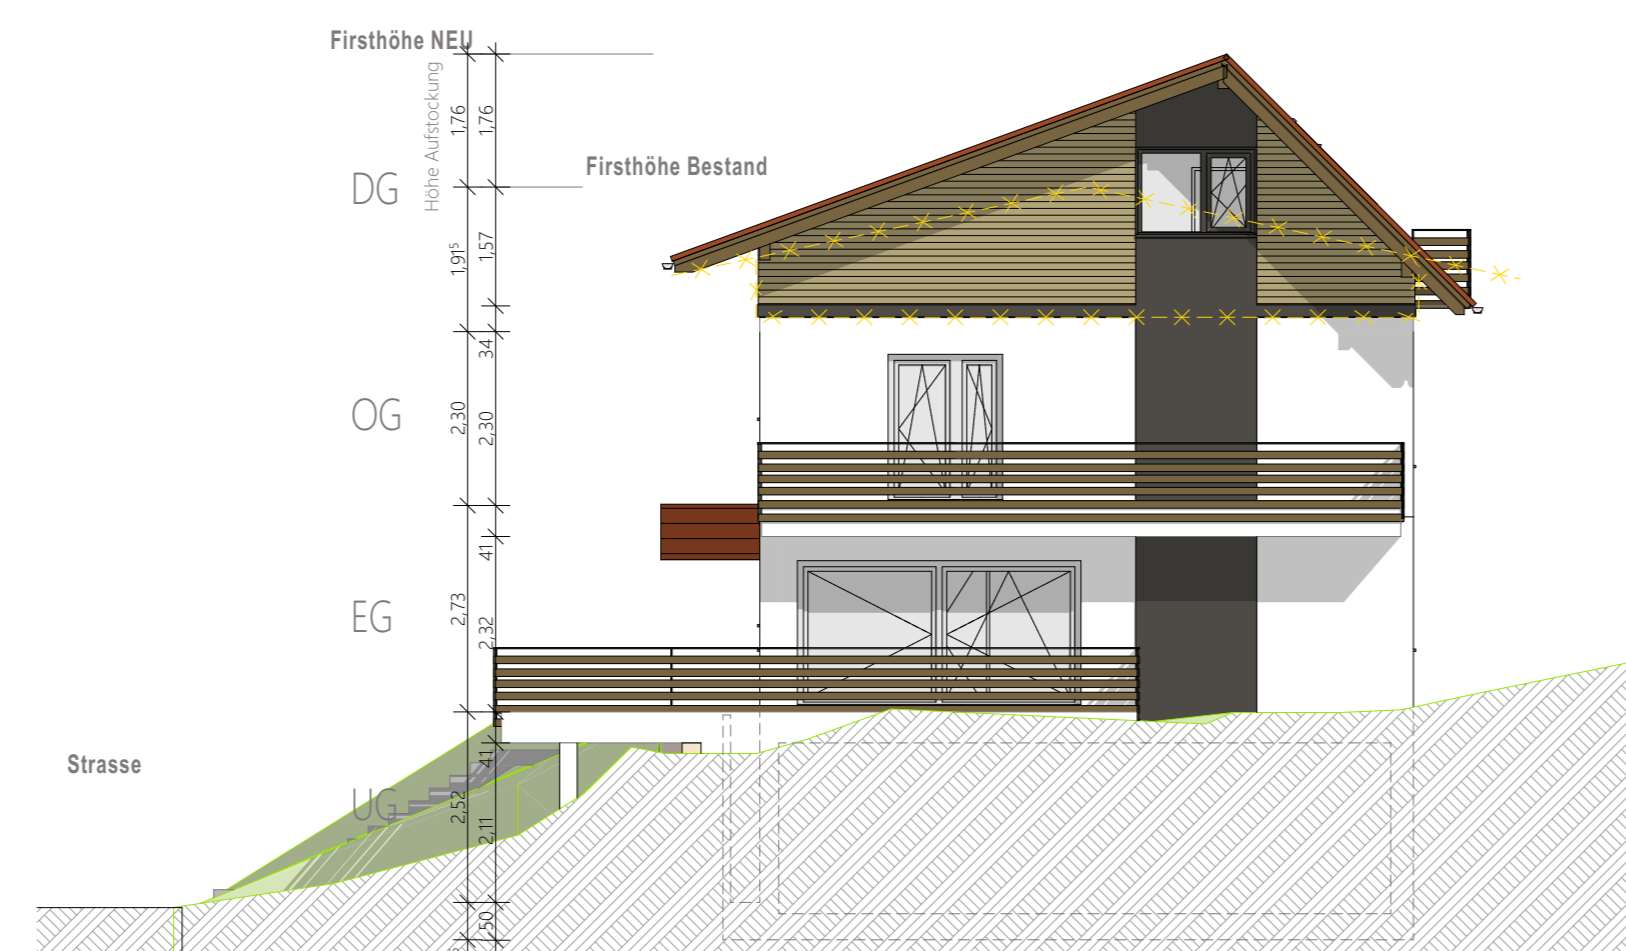 Firsthöhe NEU
Höhe Aufstockung
1,76
1,76
Firsthöhe Bestand
DG
1,91⁵
1,57
34
OG
2,30
2,30
41
EG
2,73
2,32
Strasse
41
UG
2,52
2,11
50